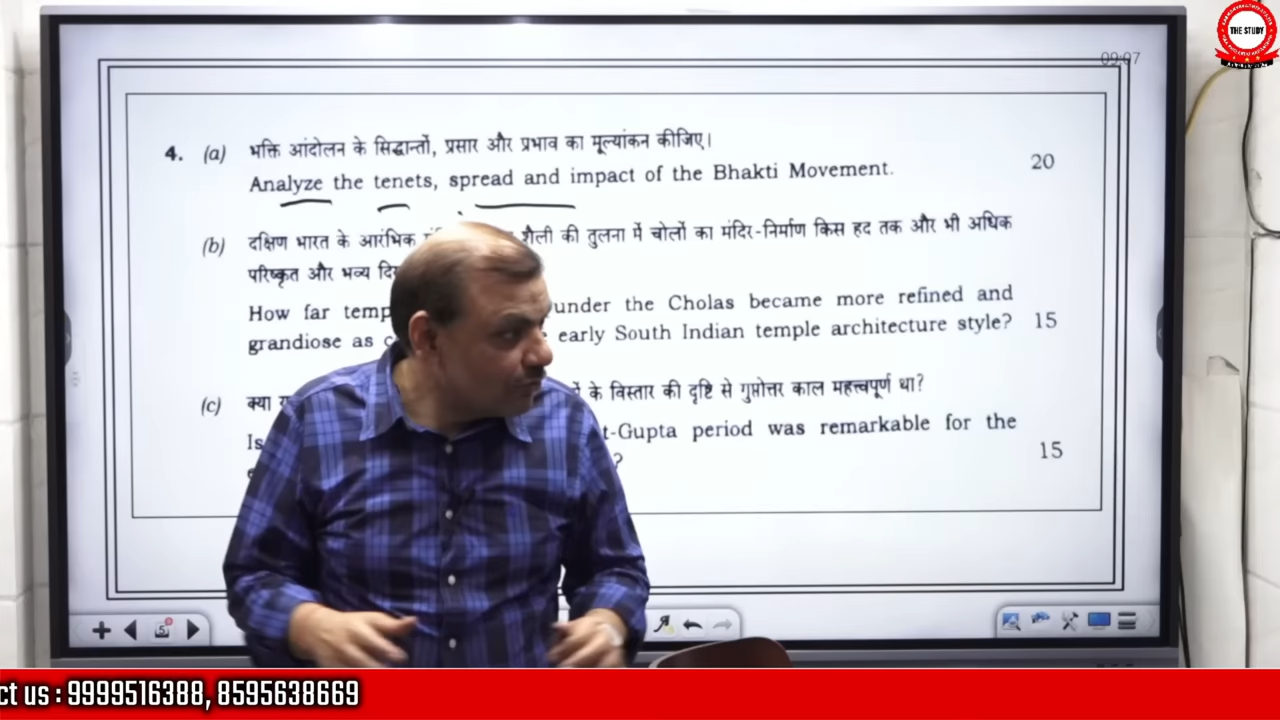 THE STUDY
09:07
4. (a) भक्ति आंदोलन के सिद्धान्तों, प्रसार और प्रभाव का मूल्यांकन कीजिए।
Analyze the tenets, spread and impact of the Bhakti Movement. 20
(b) दक्षिण भारत के आरंभिक शैली की तुलना में चोलों का मंदिर-निर्माण किस हद तक और भी अधिक
परिष्कृत और भव्य
How far under the Cholas became more refined and
grandiose as early South Indian temple architecture style? 15
(c) क्या के विस्तार की दृष्टि से गुप्तोत्तर काल महत्त्वपूर्ण था?
Is t-Gupta period was remarkable for the
? 15
5
ct us : 9999516388, 8595638669